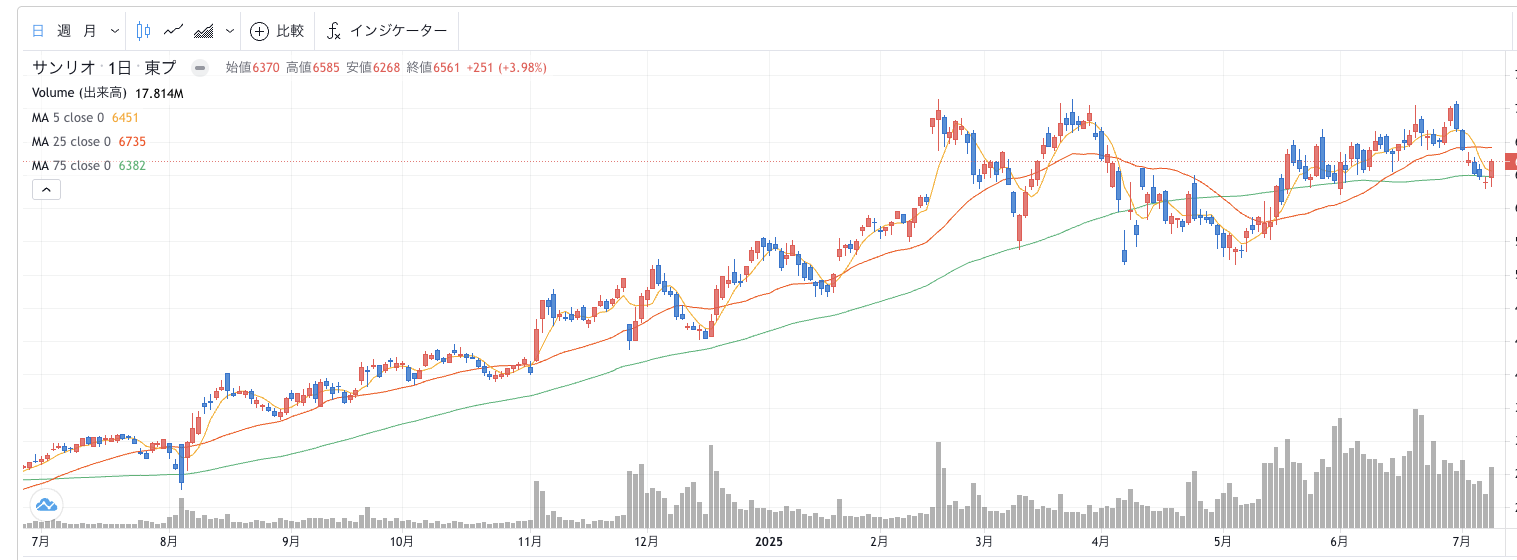 日 週 月 比較 インジケーター
サンリオ · 1日 · 東プ 始値6370 高値6585 安値6268 終値6561 +251 (+3.98%)
Volume (出来高) 17.814M
MA 5 close 0 6451
MA 25 close 0 6735
MA 75 close 0 6382
7月 8月 9月 10月 11月 12月 2025 2月 3月 4月 5月 6月 7月